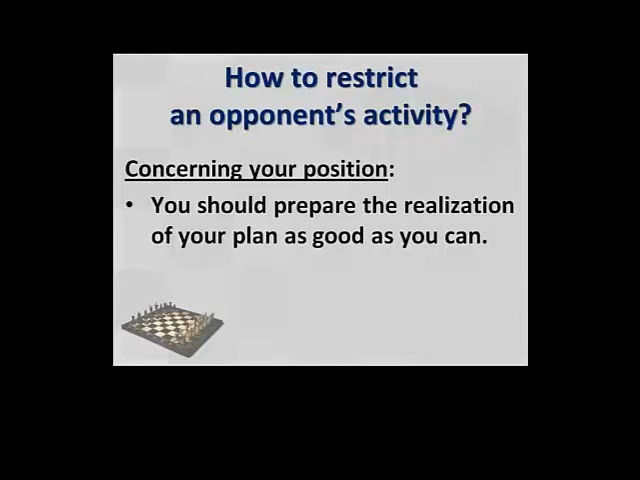 How to restrict
an opponent's activity?
Concerning your position:
• You should prepare the realization
of your plan as good as you can.